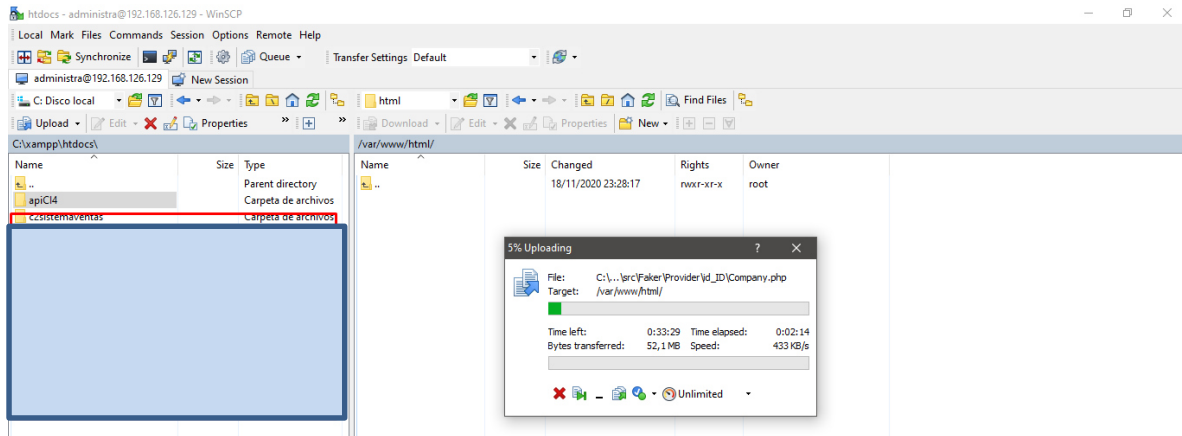 htdocs - administra@192.168.126.129 - WinSCP
Local Mark Files Commands Session Options Remote Help
Synchronize Queue Transfer Settings Default
administra@192.168.126.129 New Session
C: Disco local html Find Files
Upload Edit Properties » » Download Edit Properties New
C:\xampp\htdocs\ /var/www/html/
Name Size Type Name Size Changed Rights Owner
.. Parent directory .. 18/11/2020 23:28:17 rwxr-xr-x root
apiCI4 Carpeta de archivos
c2sistemaventas Carpeta de archivos
5% Uploading ? ×
File: C:\...\src\Faker\Provider\id_ID\Company.php
Target: /var/www/html/
Time left: 0:33:29 Time elapsed: 0:02:14
Bytes transferred: 52,1 MB Speed: 433 KB/s
Unlimited